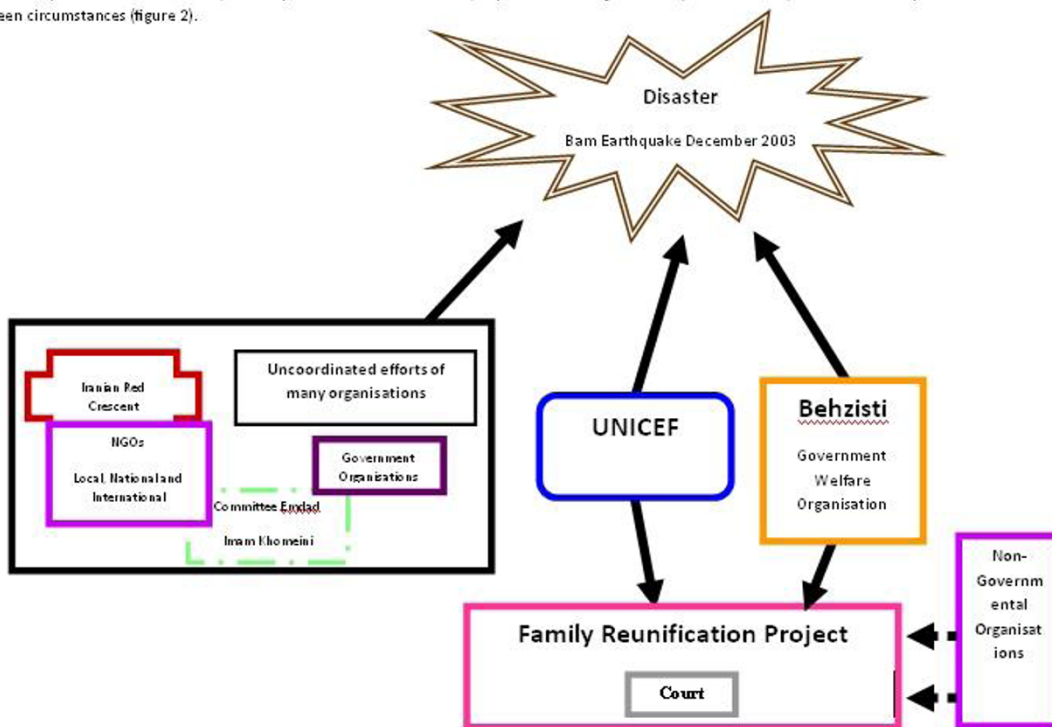 een circumstances (figure 2).
Disaster
Bam Earthquake December 2003
Uncoordinated efforts of
many organisations
Iranian Red
Crescent
NGOs
Local, National and
International
Government
Organisations
Committee Emdad
Imam Khomeini
UNICEF
Behzisti
Government
Welfare
Organisation
Family Reunification Project
Court
Non-
Governm
ental
Organisat
ions